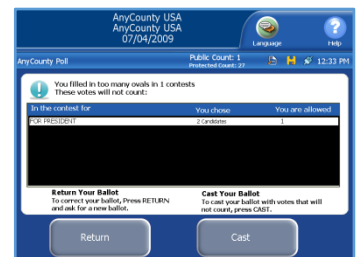 AnyCounty USA
AnyCounty USA
07/04/2009
Language
Help
AnyCounty Poll
Public Count: 1
Protected Count: 27
12:33 PM
You filled in too many ovals in 1 contests
These votes will not count:
In the contest for
You chose
You are allowed
FOR PRESIDENT
2 Candidates
1
Return Your Ballot
To correct your ballot, Press RETURN
and ask for a new ballot.
Cast Your Ballot
To cast your ballot with votes that will
not count, press CAST.
Return
Cast